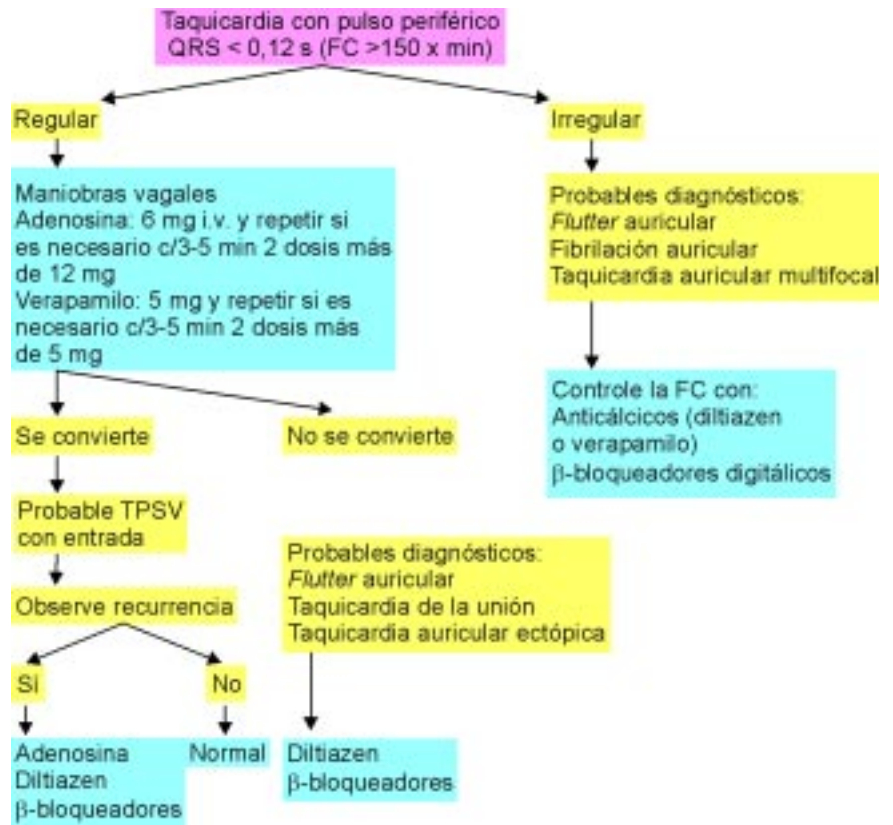 Taquicardia con pulso periférico
QRS < 0,12 s (FC >150 x min)
Regular
Irregular
Maniobras vagales
Adenosina: 6 mg i.v. y repetir si
es necesario c/3-5 min 2 dosis más
de 12 mg
Verapamilo: 5 mg y repetir si es
necesario c/3-5 min 2 dosis más
de 5 mg
Probables diagnósticos:
Flutter auricular
Fibrilación auricular
Taquicardia auricular multifocal
Controle la FC con:
Anticálcicos (diltiazen
o verapamilo)
β-bloqueadores digitálicos
Se convierte
No se convierte
Probable TPSV
con entrada
Observe recurrencia
Probables diagnósticos:
Flutter auricular
Taquicardia de la unión
Taquicardia auricular ectópica
Sí
No
Adenosina
Diltiazen
β-bloqueadores
Normal
Diltiazen
β-bloqueadores